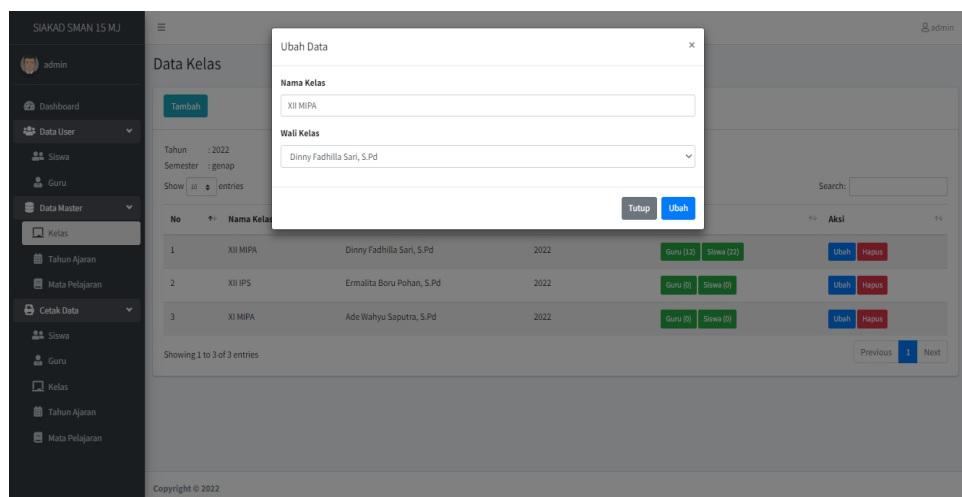 SIAKAD SMAN 15 MJ
admin
admin
Dashboard
Data User
Siswa
Guru
Data Master
Kelas
Tahun Ajaran
Mata Pelajaran
Cetak Data
Siswa
Guru
Kelas
Tahun Ajaran
Mata Pelajaran
Data Kelas
Tambah
Tahun : 2022
Semester : genap
Show 10 entries
Search:
Ubah Data ×
Nama Kelas
XII MIPA
Wali Kelas
Dinny Fadhilla Sari, S.Pd
Tutup Ubah
No Nama Kelas Aksi
1 XII MIPA Dinny Fadhilla Sari, S.Pd 2022 Guru (12) Siswa (22) Ubah Hapus
2 XII IPS Ermalita Boru Pohan, S.Pd 2022 Guru (0) Siswa (0) Ubah Hapus
3 XI MIPA Ade Wahyu Saputra, S.Pd 2022 Guru (0) Siswa (0) Ubah Hapus
Showing 1 to 3 of 3 entries
Previous 1 Next
Copyright © 2022